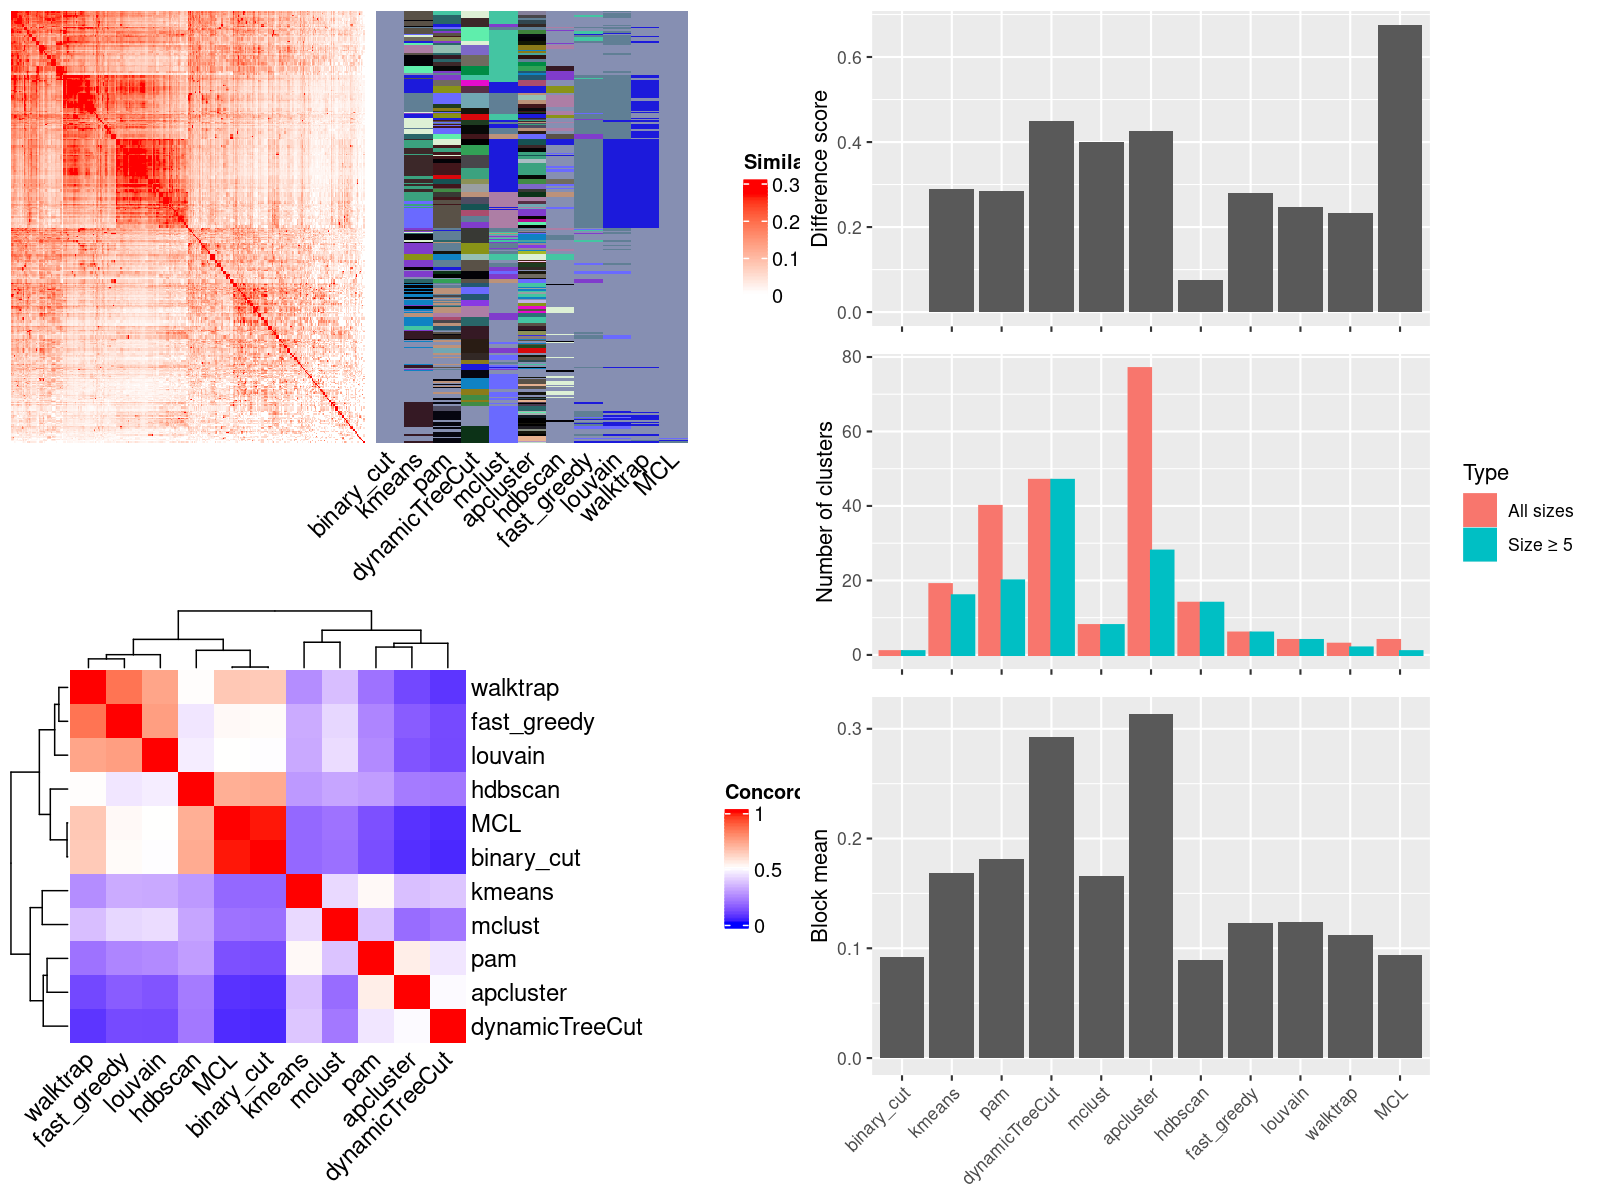 Simila
0.3
0.2
0.1
0
binary_cut
kmeans
pam
dynamicTreeCut
mclust
apcluster
hdbscan
fast_greedy
louvain
walktrap
MCL
walktrap
fast_greedy
louvain
hdbscan
MCL
binary_cut
kmeans
mclust
pam
apcluster
dynamicTreeCut
walktrap
fast_greedy
louvain
hdbscan
MCL
binary_cut
kmeans
mclust
pam
apcluster
dynamicTreeCut
Concord
1
0.5
0
Difference score
0.6
0.4
0.2
0.0
Number of clusters
80
60
40
20
0
Type
All sizes
Size ≥ 5
Block mean
0.3
0.2
0.1
0.0
binary_cut
kmeans
pam
dynamicTreeCut
mclust
apcluster
hdbscan
fast_greedy
louvain
walktrap
MCL